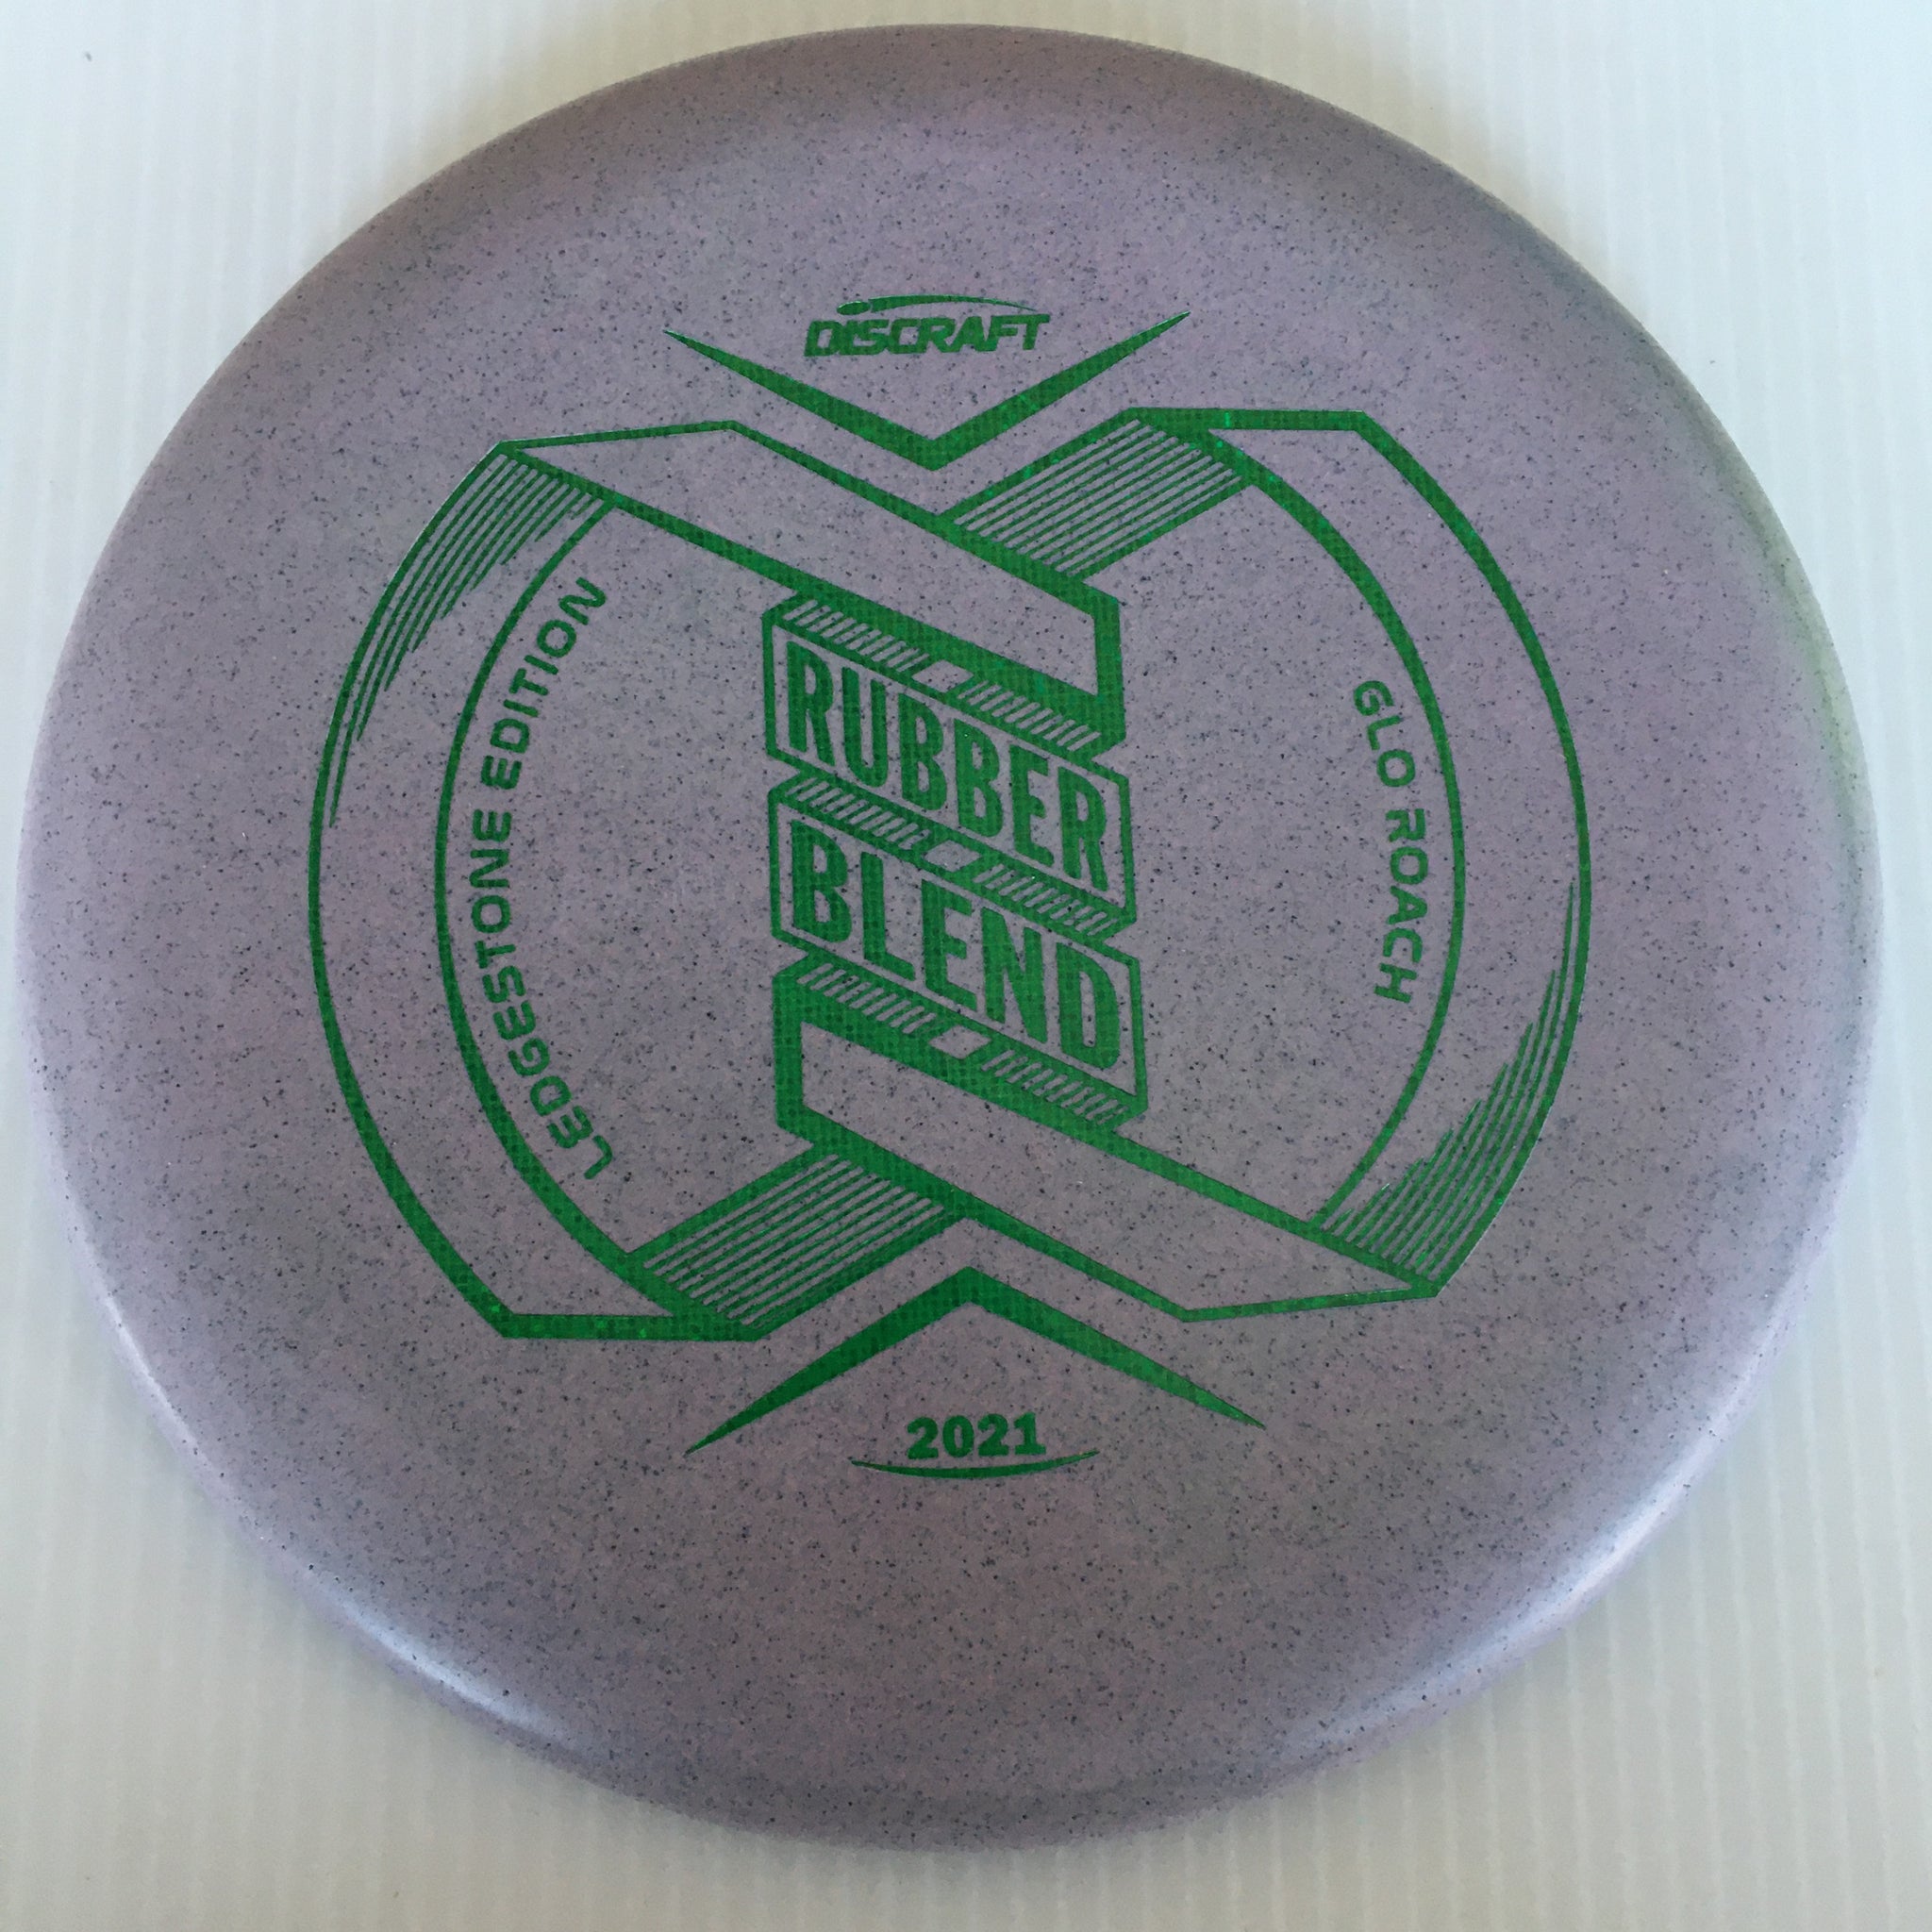 DISCRAFT
LEDGESTONE EDITION
RUBBER
BLEND
GLO ROACH
2021